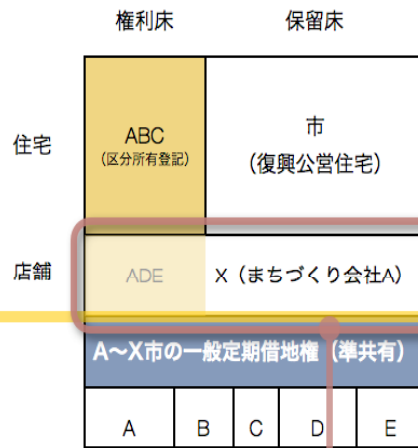 権利床 保留床
住宅
ABC
(区分所有登記)
市
(復興公営住宅)
店舗
ADE
X（まちづくり会社A）
A〜X市の一般定期借地権（準共有）
A B C D E